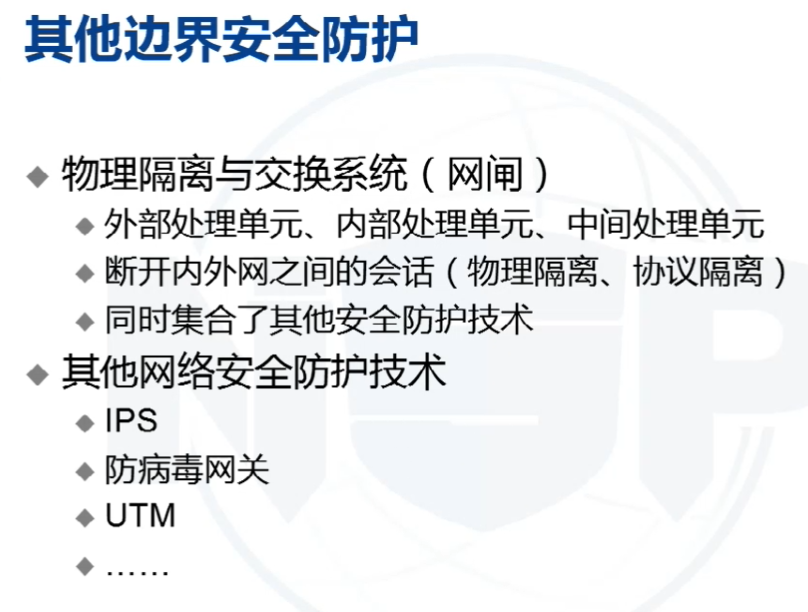 其他边界安全防护
物理隔离与交换系统（网闸）
外部处理单元、内部处理单元、中间处理单元
断开内外网之间的会话（物理隔离、协议隔离）
同时集合了其他安全防护技术
其他网络安全防护技术
IPS
防病毒网关
UTM
……
NISP